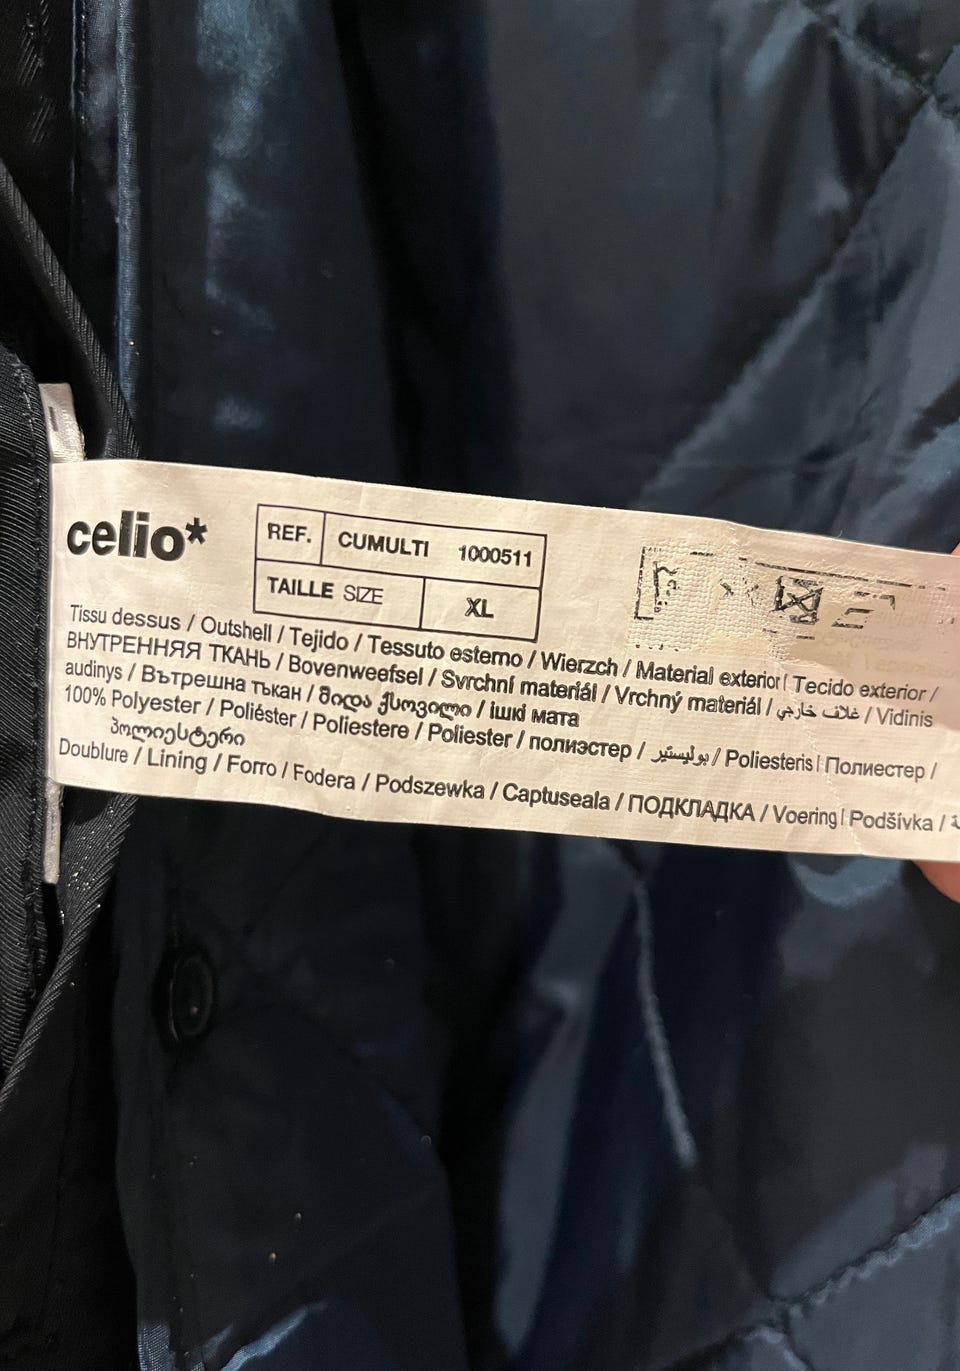 celio*
REF. CUMULTI 1000511
TAILLE SIZE XL
Tissu dessus / Outshell / Tejido / Tessuto esterno / Wierzch / Material exterior / Tecido exterior /
ВНУТРЕННЯЯ ТКАНЬ / Bovenweefsel / Svrchní materiál / Vrchný materiál / غلاف خارجي / Vidinis
audinys / Вътрешна тъкан / შიდა ქსოვილი / ішкі мата
100% Polyester / Poliéster / Poliestere / Poliester / полиэстер / بوليستير / Poliesteris / Полиестер /
პოლიესტერი
Doublure / Lining / Forro / Fodera / Podszewka / Captuseala / ПОДКЛАДКА / Voering / Podšívka /